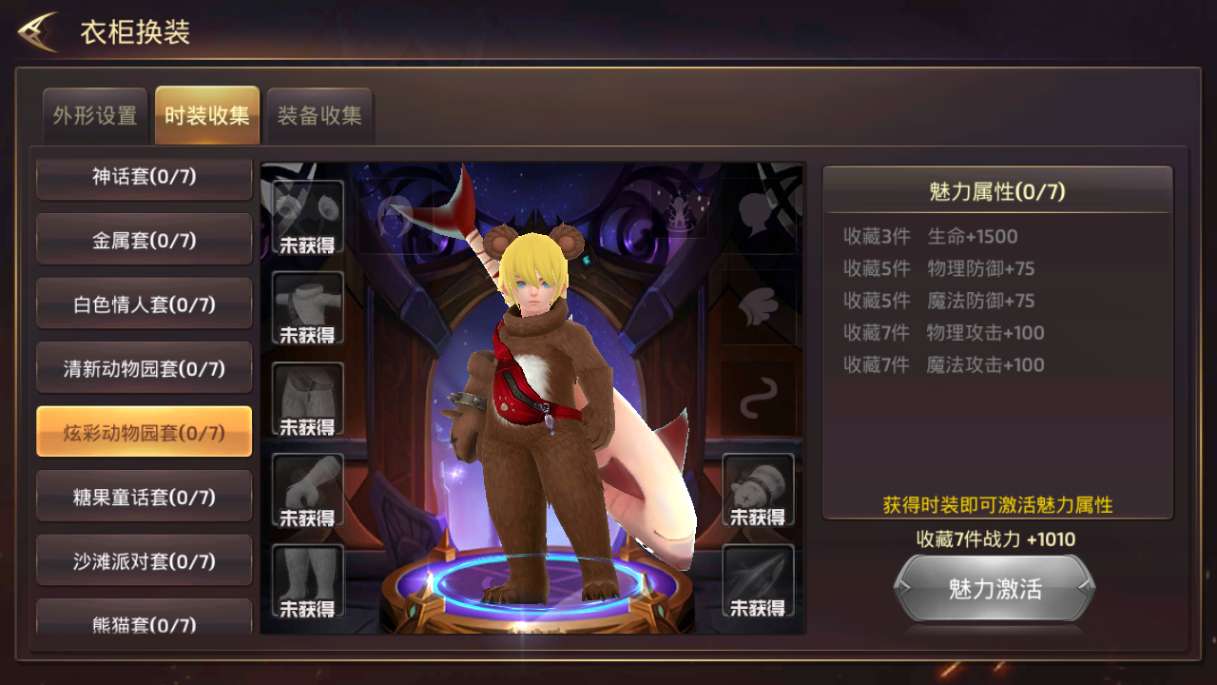 衣柜换装
外形设置
时装收集
装备收集
神话套(0/7)
金属套(0/7)
白色情人套(0/7)
清新动物园套(0/7)
炫彩动物园套(0/7)
糖果童话套(0/7)
沙滩派对套(0/7)
熊猫套(0/7)
未获得
未获得
未获得
未获得
未获得
未获得
未获得
魅力属性(0/7)
收藏3件 生命+1500
收藏5件 物理防御+75
收藏5件 魔法防御+75
收藏7件 物理攻击+100
收藏7件 魔法攻击+100
获得时装即可激活魅力属性
收藏7件战力 +1010
魅力激活